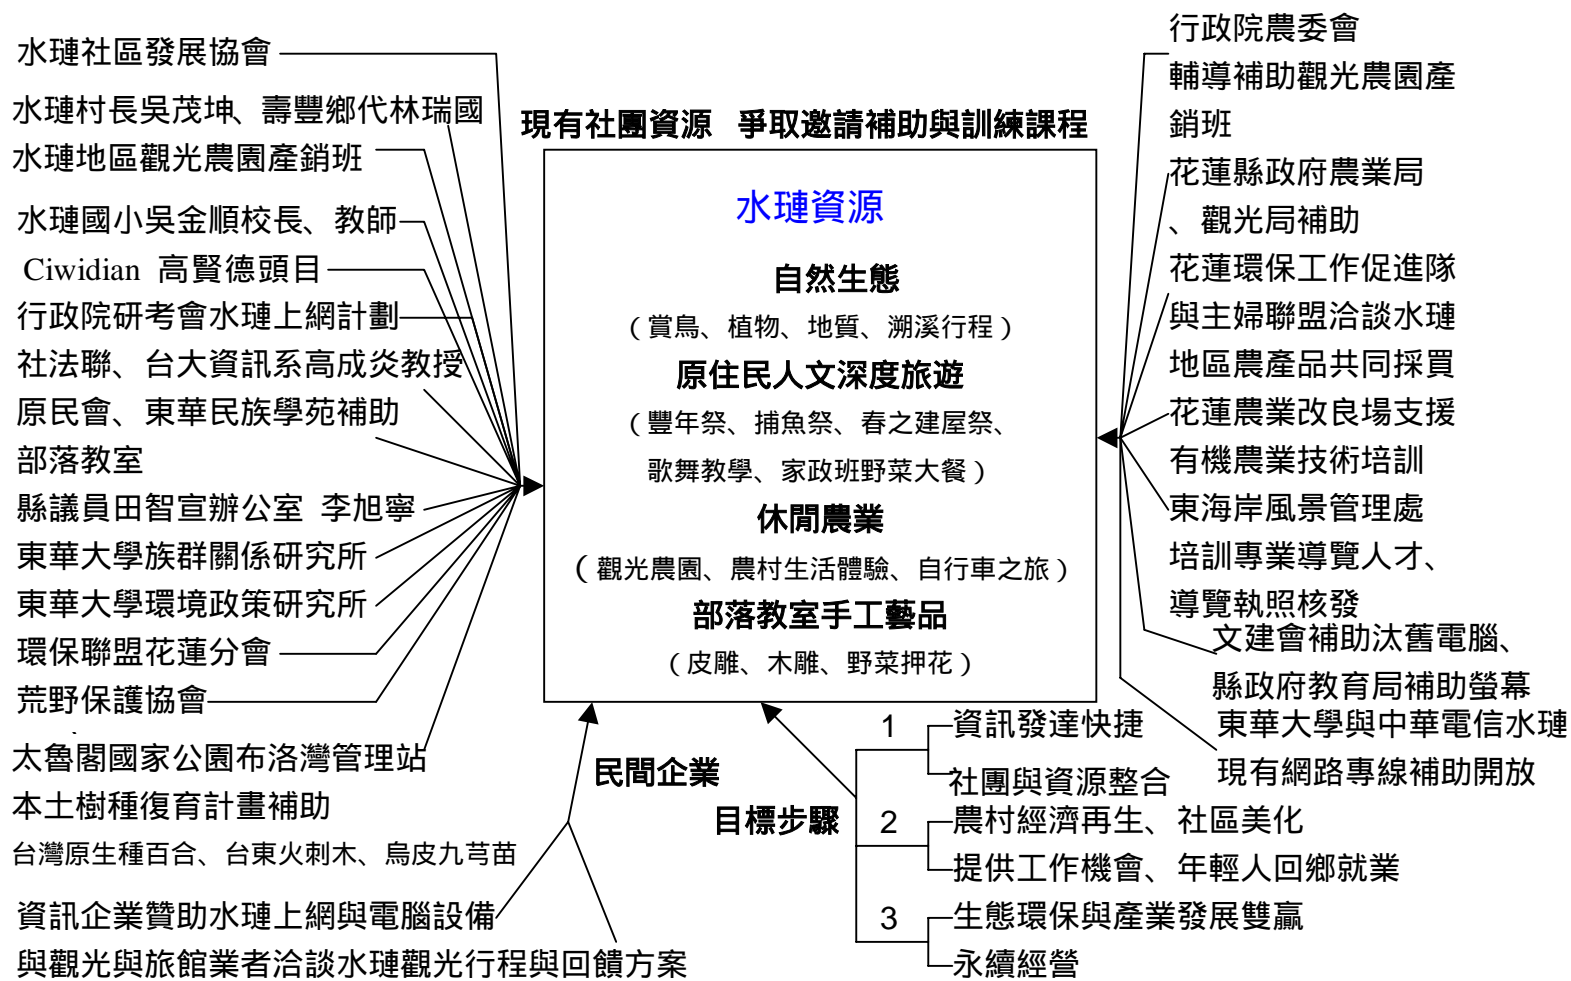 水璉社區發展協會
水璉村長吳茂坤、壽豐鄉代林瑞國
水璉地區觀光農園產銷班
水璉國小吳金順校長、教師
Ciwidian 高賢德頭目
行政院研考會水璉上網計劃
社法聯、台大資訊系高成炎教授
原民會、東華民族學苑補助
部落教室
縣議員田智宣辦公室 李旭寧
東華大學族群關係研究所
東華大學環境政策研究所
環保聯盟花蓮分會
荒野保護協會
太魯閣國家公園布洛灣管理站
本土樹種復育計畫補助
台灣原生種百合、台東火刺木、烏皮九芎苗
資訊企業贊助水璉上網與電腦設備
與觀光與旅館業者洽談水璉觀光行程與回饋方案
現有社團資源 爭取邀請補助與訓練課程
水璉資源
自然生態
（賞鳥、植物、地質、溯溪行程）
原住民人文深度旅遊
（豐年祭、捕魚祭、春之建屋祭、
歌舞教學、家政班野菜大餐）
休閒農業
（觀光農園、農村生活體驗、自行車之旅）
部落教室手工藝品
（皮雕、木雕、野菜押花）
民間企業
目標步驟
1
資訊發達快捷
社團與資源整合
2
農村經濟再生、社區美化
提供工作機會、年輕人回鄉就業
3
生態環保與產業發展雙贏
永續經營
行政院農委會
輔導補助觀光農園產
銷班
花蓮縣政府農業局
、觀光局補助
花蓮環保工作促進隊
與主婦聯盟洽談水璉
地區農產品共同採買
花蓮農業改良場支援
有機農業技術培訓
東海岸風景管理處
培訓專業導覽人才、
導覽執照核發
文建會補助汰舊電腦、
縣政府教育局補助螢幕
東華大學與中華電信水璉
現有網路專線補助開放